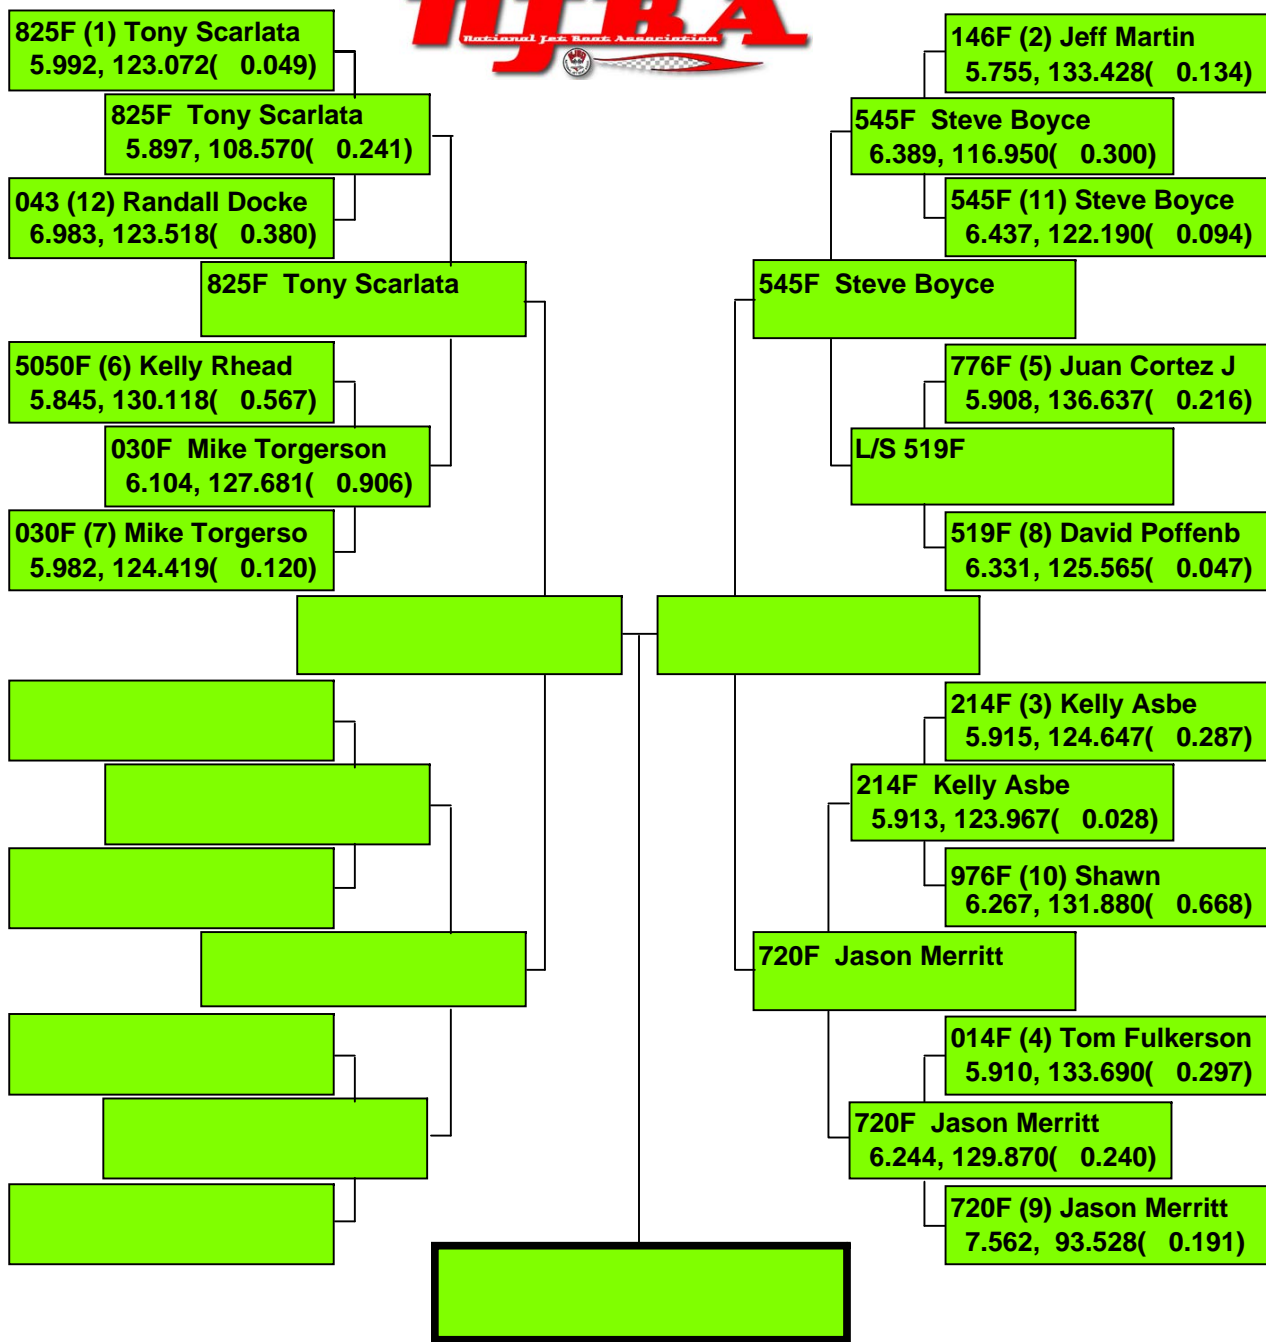 NJBA
National Jet Boat Association
825F (1) Tony Scarlata
5.992, 123.072( 0.049)
825F Tony Scarlata
5.897, 108.570( 0.241)
043 (12) Randall Docke
6.983, 123.518( 0.380)
825F Tony Scarlata
5050F (6) Kelly Rhead
5.845, 130.118( 0.567)
030F Mike Torgerson
6.104, 127.681( 0.906)
030F (7) Mike Torgerso
5.982, 124.419( 0.120)
146F (2) Jeff Martin
5.755, 133.428( 0.134)
545F Steve Boyce
6.389, 116.950( 0.300)
545F (11) Steve Boyce
6.437, 122.190( 0.094)
545F Steve Boyce
776F (5) Juan Cortez J
5.908, 136.637( 0.216)
L/S 519F
519F (8) David Poffenb
6.331, 125.565( 0.047)
214F (3) Kelly Asbe
5.915, 124.647( 0.287)
214F Kelly Asbe
5.913, 123.967( 0.028)
976F (10) Shawn
6.267, 131.880( 0.668)
720F Jason Merritt
014F (4) Tom Fulkerson
5.910, 133.690( 0.297)
720F Jason Merritt
6.244, 129.870( 0.240)
720F (9) Jason Merritt
7.562, 93.528( 0.191)